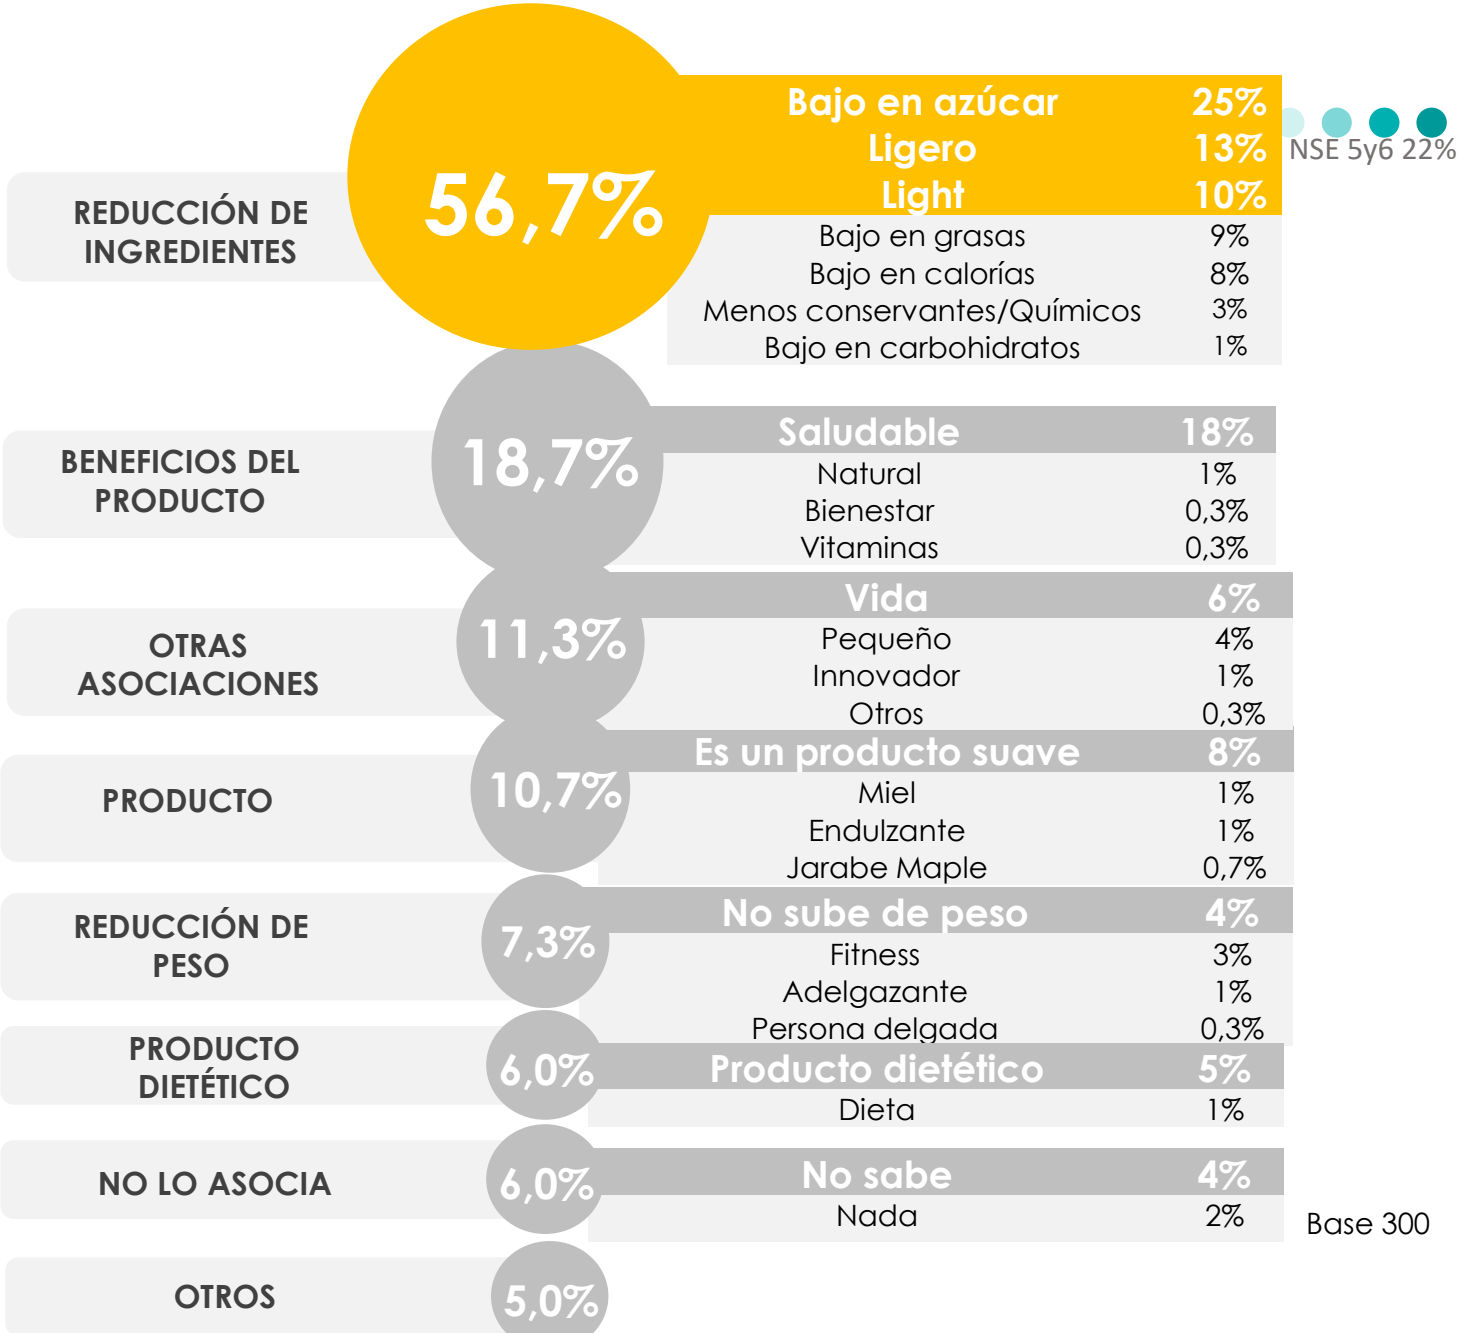 REDUCCIÓN DE
INGREDIENTES
56,7%
Bajo en azúcar 25%
Ligero 13%
Light 10%
NSE 5y6 22%
Bajo en grasas 9%
Bajo en calorías 8%
Menos conservantes/Químicos 3%
Bajo en carbohidratos 1%
BENEFICIOS DEL
PRODUCTO
18,7%
Saludable 18%
Natural 1%
Bienestar 0,3%
Vitaminas 0,3%
OTRAS
ASOCIACIONES
11,3%
Vida 6%
Pequeño 4%
Innovador 1%
Otros 0,3%
PRODUCTO
10,7%
Es un producto suave 8%
Miel 1%
Endulzante 1%
Jarabe Maple 0,7%
REDUCCIÓN DE
PESO
7,3%
No sube de peso 4%
Fitness 3%
Adelgazante 1%
Persona delgada 0,3%
PRODUCTO
DIETÉTICO
6,0%
Producto dietético 5%
Dieta 1%
NO LO ASOCIA
6,0%
No sabe 4%
Nada 2%
Base 300
OTROS
5,0%